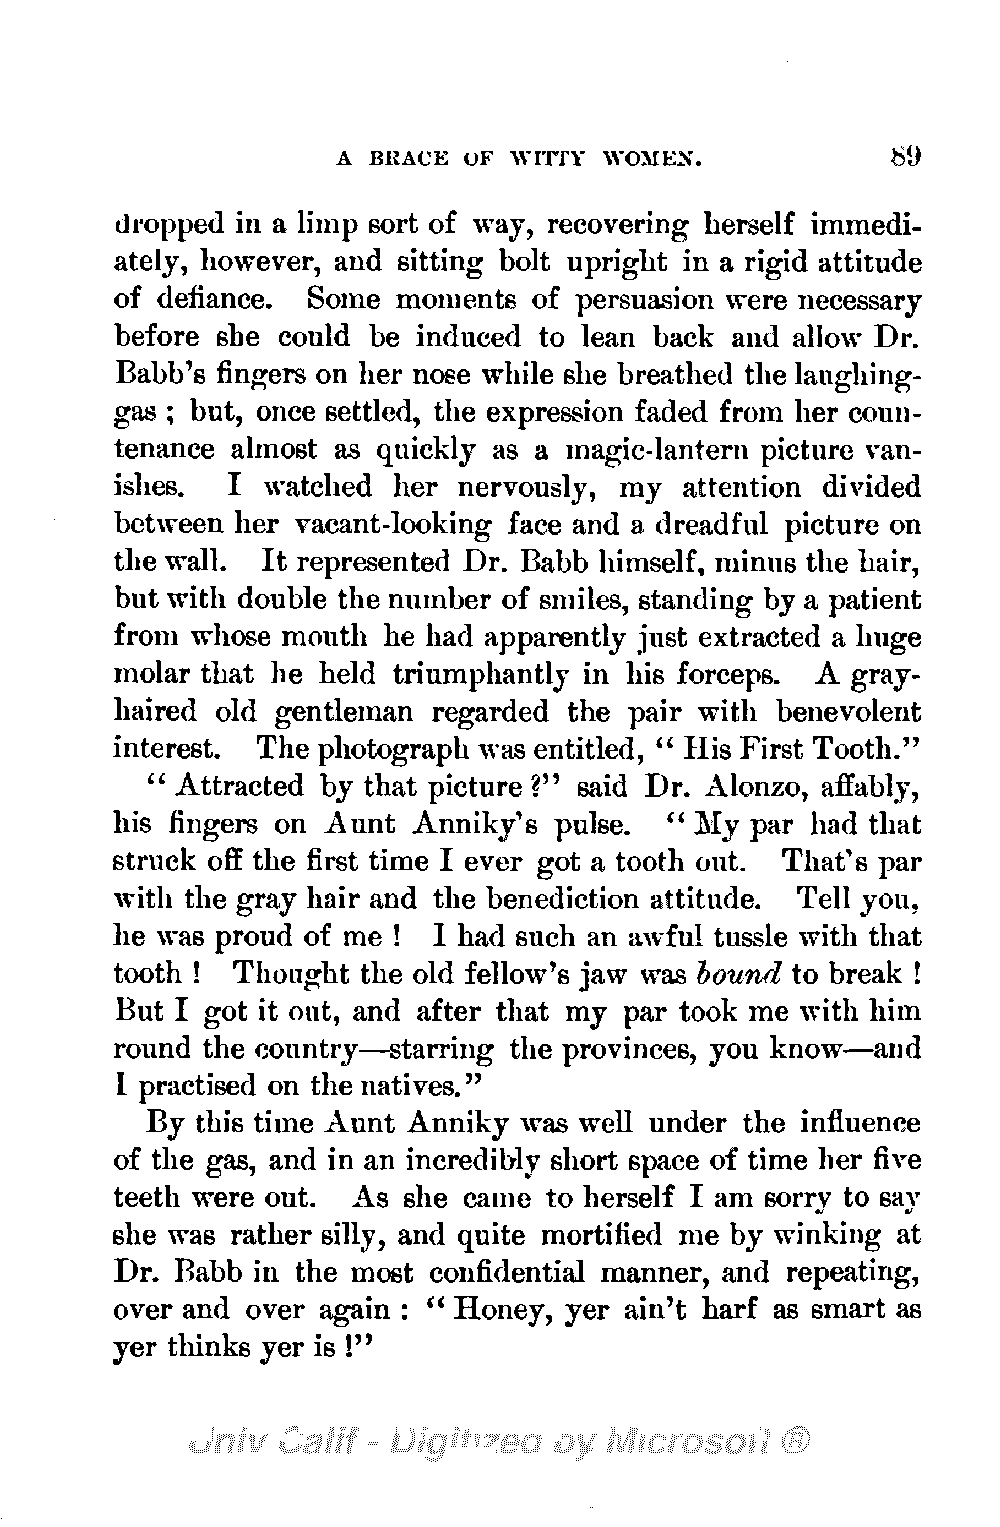 A BRACE OF WITTY WOMEN. 89
dropped in a limp sort of way, recovering herself immedi-
ately, however, and sitting bolt upright in a rigid attitude
of defiance. Some moments of persuasion were necessary
before she could be induced to lean back and allow Dr.
Babb's fingers on her nose while she breathed the laughing-
gas ; but, once settled, the expression faded from her coun-
tenance almost as quickly as a magic-lantern picture van-
ishes. I watched her nervously, my attention divided
between her vacant-looking face and a dreadful picture on
the wall. It represented Dr. Babb himself, minus the hair,
but with double the number of smiles, standing by a patient
from whose mouth he had apparently just extracted a huge
molar that he held triumphantly in his forceps. A gray-
haired old gentleman regarded the pair with benevolent
interest. The photograph was entitled, “ His First Tooth.”
“ Attracted by that picture ?” said Dr. Alonzo, affably,
his fingers on Aunt Anniky's pulse. “ My par had that
struck off the first time I ever got a tooth out. That's par
with the gray hair and the benediction attitude. Tell you,
he was proud of me ! I had such an awful tussle with that
tooth ! Thought the old fellow's jaw was bound to break !
But I got it out, and after that my par took me with him
round the country—starring the provinces, you know—and
I practised on the natives.”
By this time Aunt Anniky was well under the influence
of the gas, and in an incredibly short space of time her five
teeth were out. As she came to herself I am sorry to say
she was rather silly, and quite mortified me by winking at
Dr. Babb in the most confidential manner, and repeating,
over and over again : “ Honey, yer ain't harf as smart as
yer thinks yer is !”
Univ Calif - Digitized by Microsoft ®